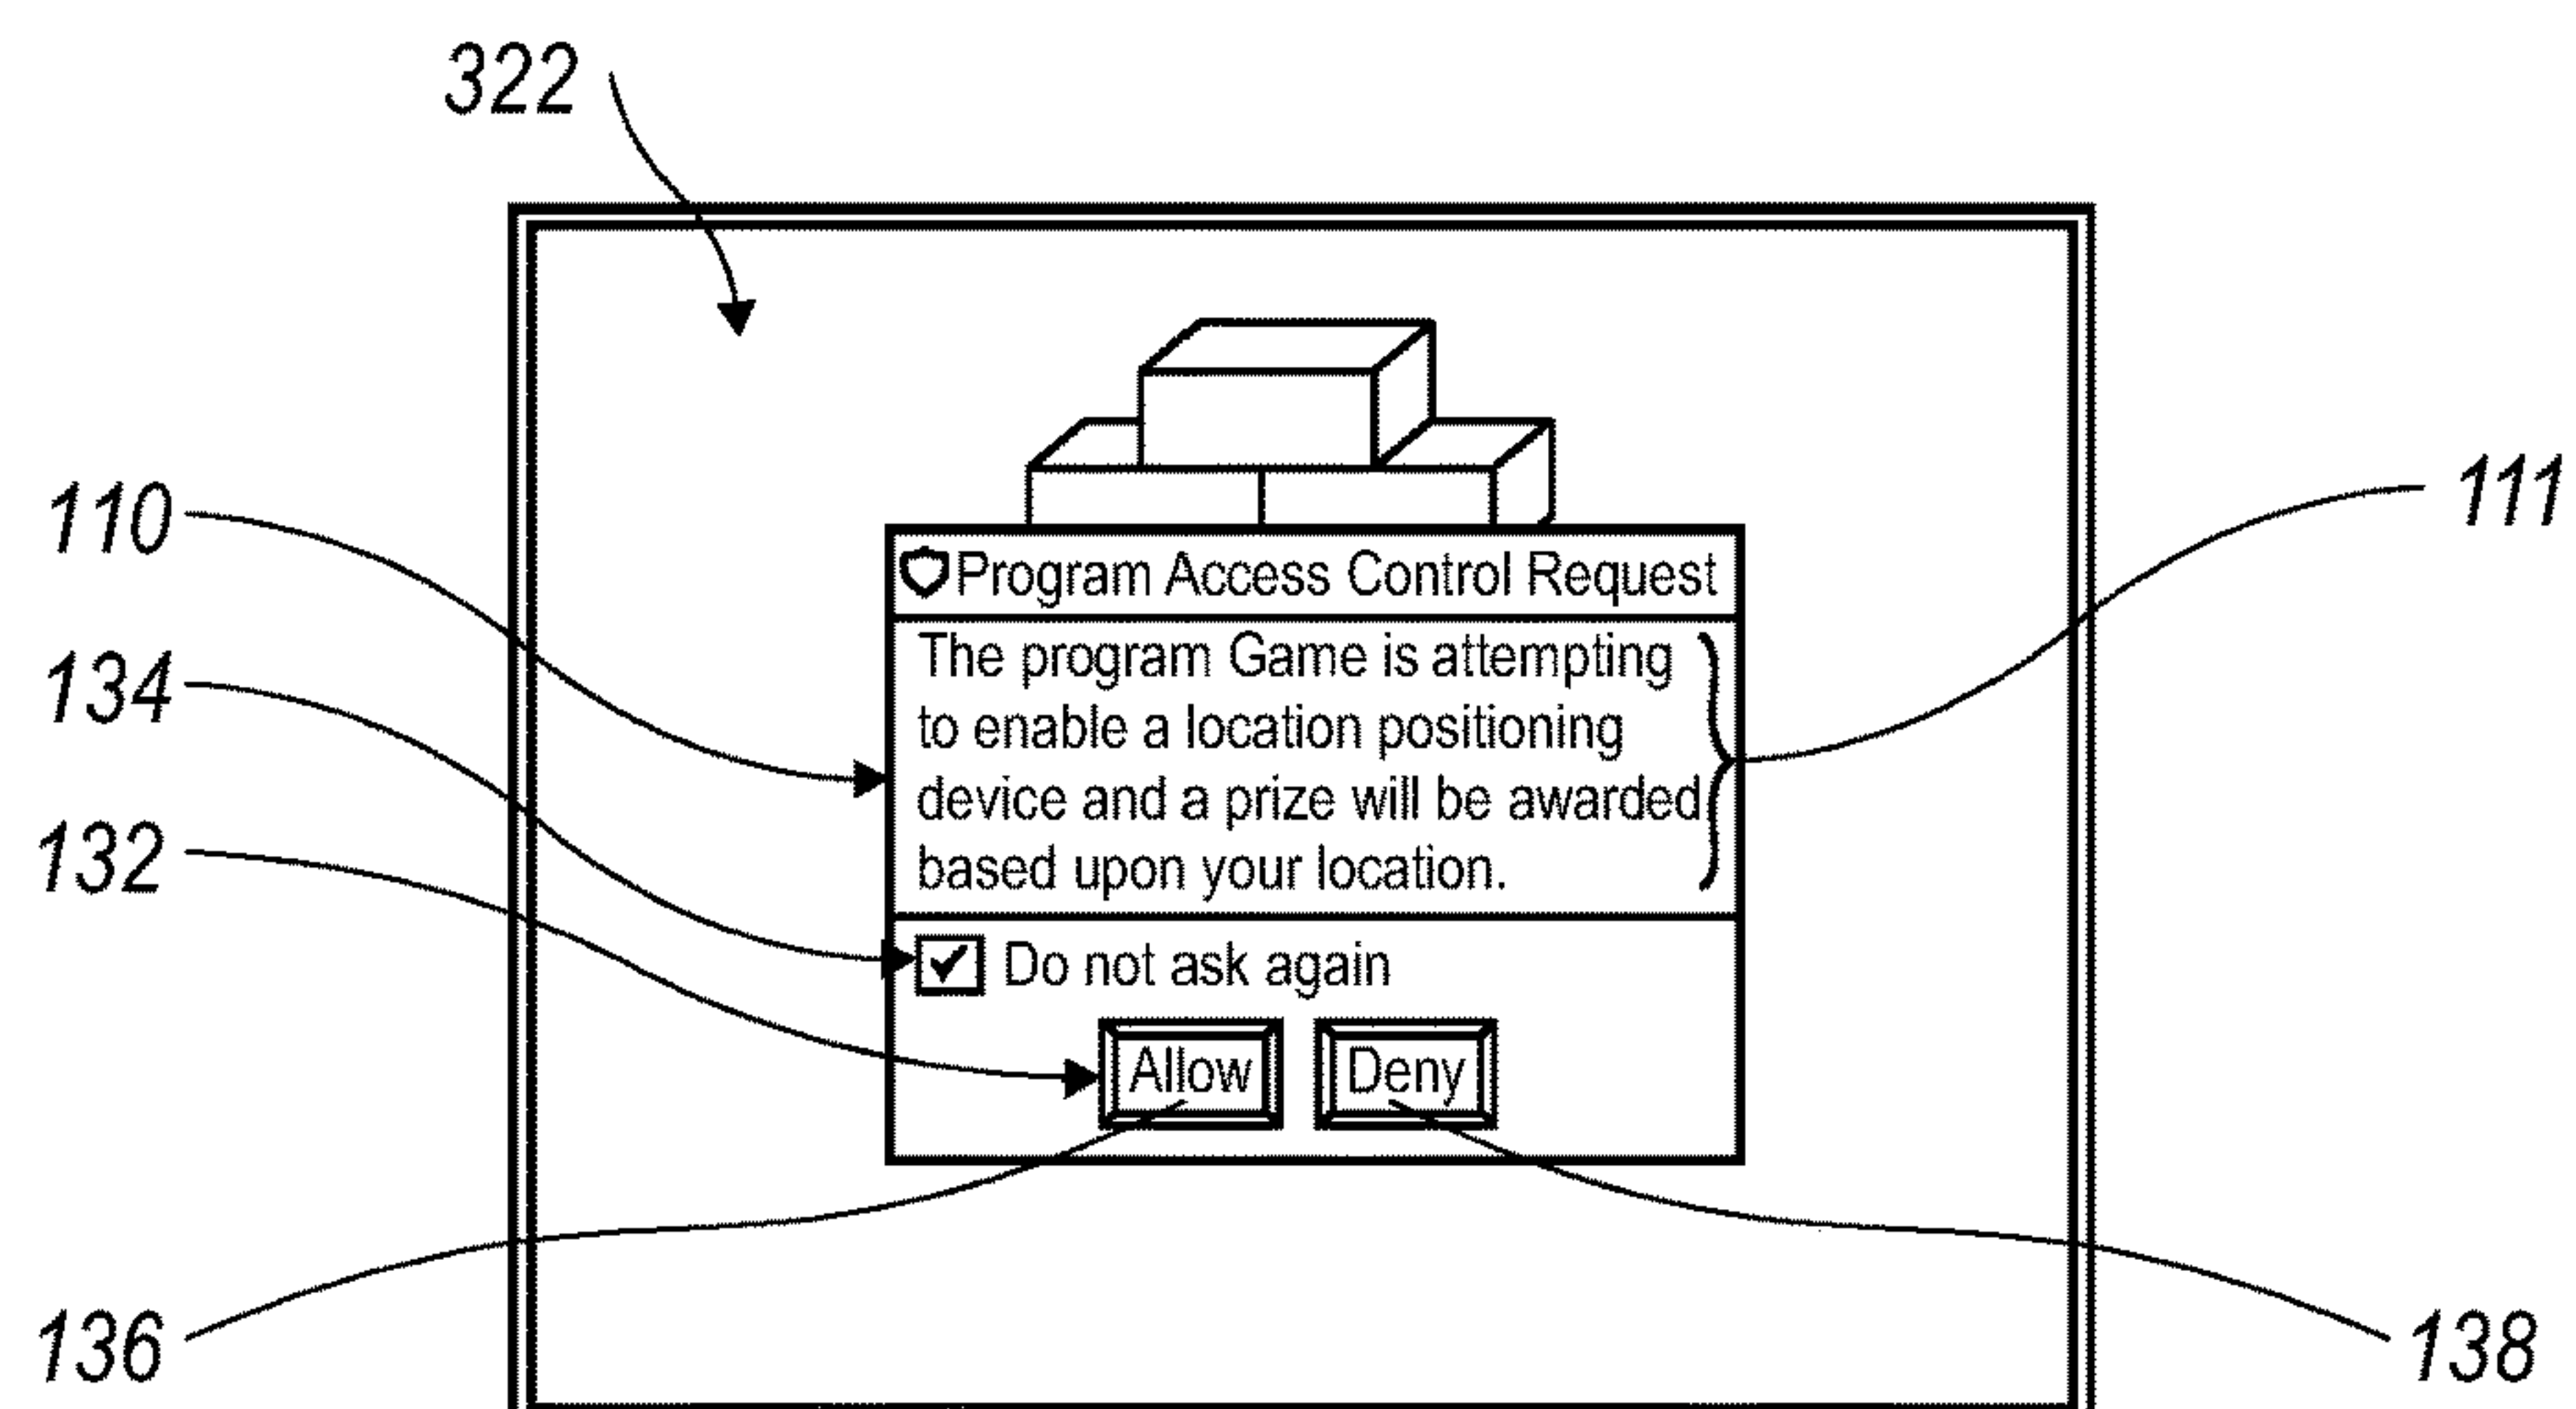 322
110
111
Program Access Control Request
The program Game is attempting
to enable a location positioning
device and a prize will be awarded
based upon your location.
134
132
Do not ask again
Allow Deny
136
138